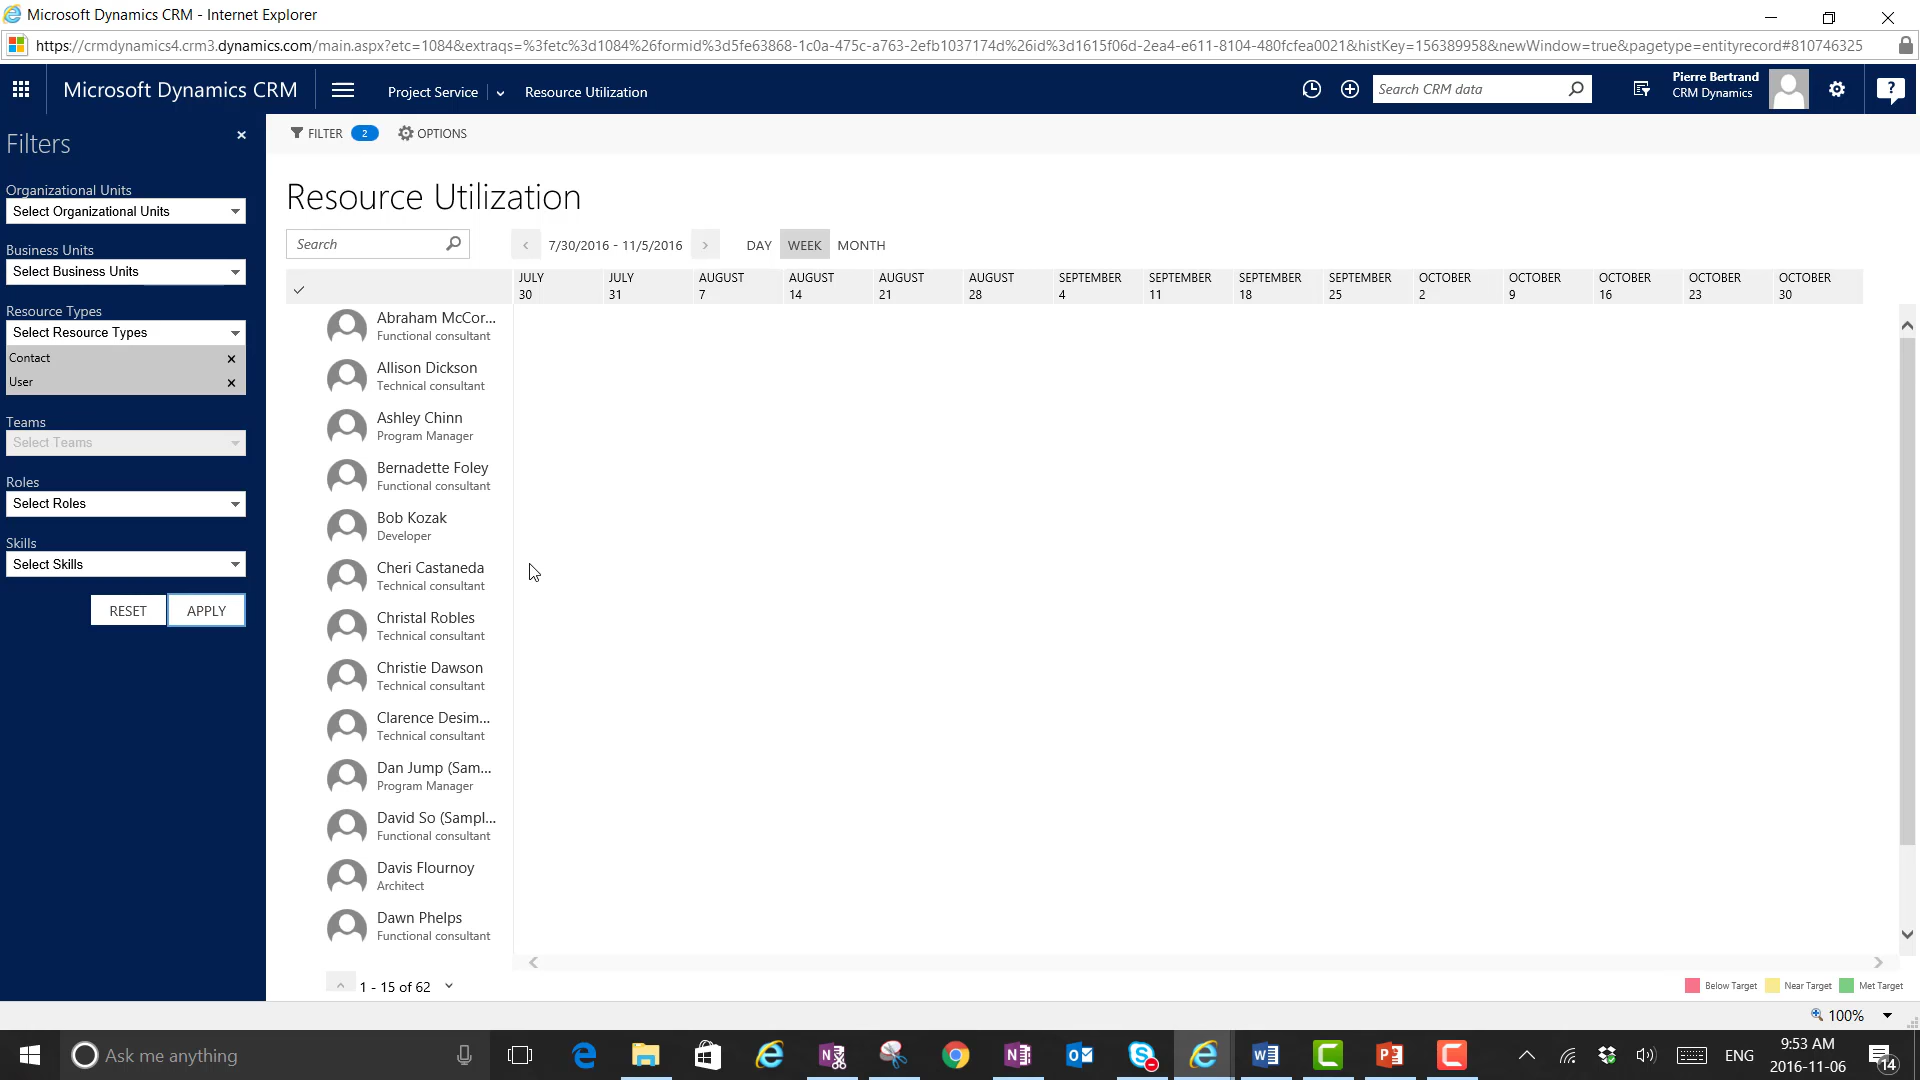 Microsoft Dynamics CRM - Internet Explorer
https://crmdynamics4.crm3.dynamics.com/main.aspx?etc=1084&extraqs=%3fetc%3d1084%26formid%3d5fe63868-1c0a-475c-a763-2efb1037174d%26id%3d1615f06d-2ea4-e611-8104-480fcfea0021&histKey=156389958&newWindow=true&pagetype=entityrecord#810746325
Microsoft Dynamics CRM
Project Service
Resource Utilization
Search CRM data
Pierre Bertrand
CRM Dynamics
Filters
Organizational Units
Select Organizational Units
Business Units
Select Business Units
Resource Types
Select Resource Types
Contact
User
Teams
Select Teams
Roles
Select Roles
Skills
Select Skills
RESET APPLY
FILTER 2 OPTIONS
Resource Utilization
Search
7/30/2016 - 11/5/2016
DAY WEEK MONTH
JULY JULY AUGUST AUGUST AUGUST AUGUST SEPTEMBER SEPTEMBER SEPTEMBER SEPTEMBER OCTOBER OCTOBER OCTOBER OCTOBER OCTOBER
30 31 7 14 21 28 4 11 18 25 2 9 16 23 30
Abraham McCor...
Functional consultant
Allison Dickson
Technical consultant
Ashley Chinn
Program Manager
Bernadette Foley
Functional consultant
Bob Kozak
Developer
Cheri Castaneda
Technical consultant
Christal Robles
Technical consultant
Christie Dawson
Technical consultant
Clarence Desim...
Technical consultant
Dan Jump (Sam...
Program Manager
David So (Sampl...
Functional consultant
Davis Flournoy
Architect
Dawn Phelps
Functional consultant
1 - 15 of 62
Below Target Near Target Met Target
100%
Ask me anything
ENG
9:53 AM
2016-11-06
14